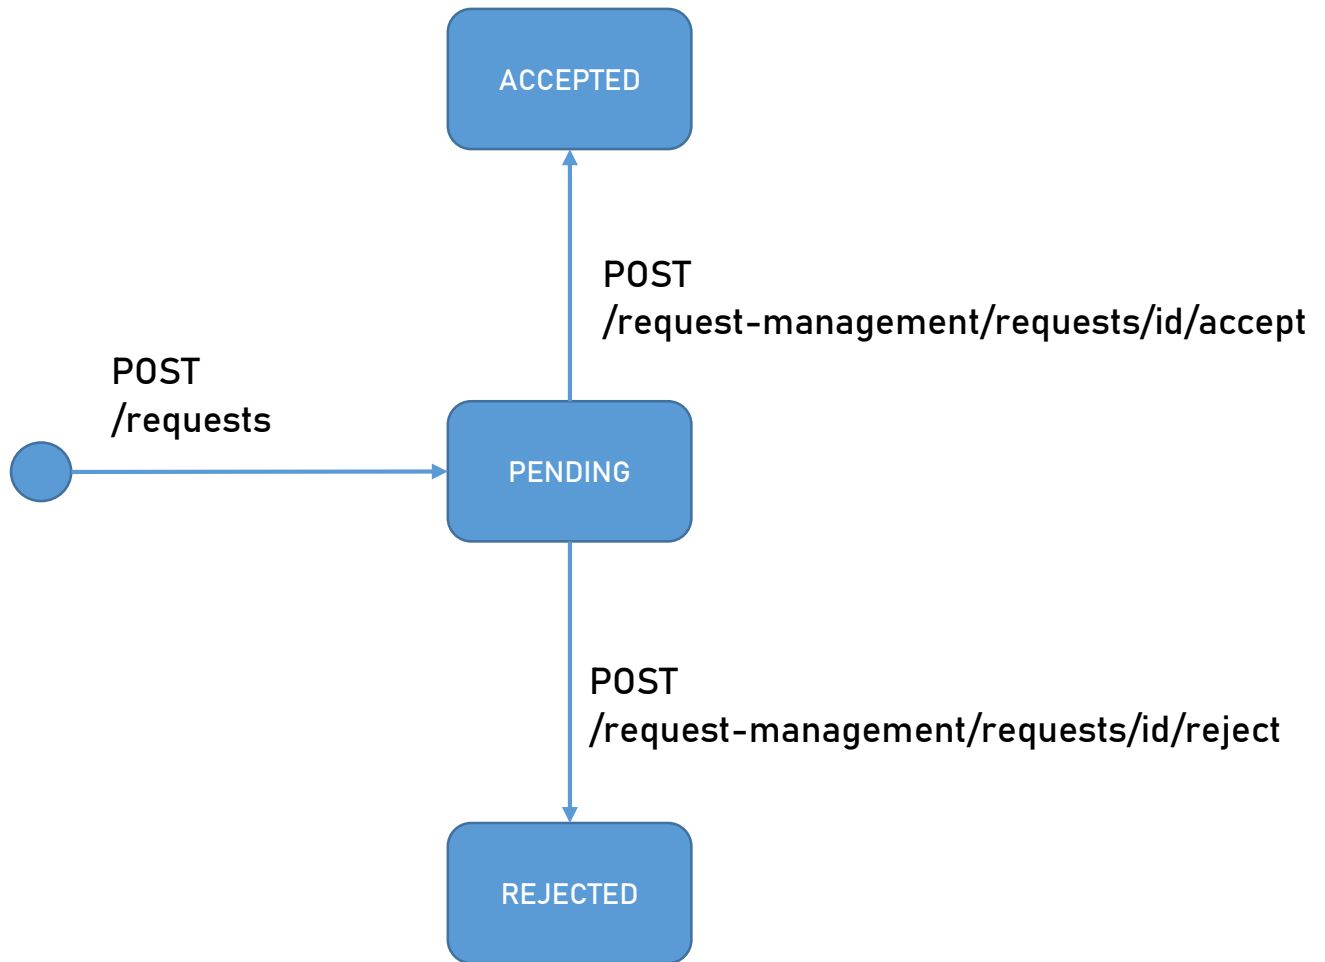 ACCEPTED
POST
/request-management/requests/id/accept
POST
/requests
PENDING
POST
/request-management/requests/id/reject
REJECTED